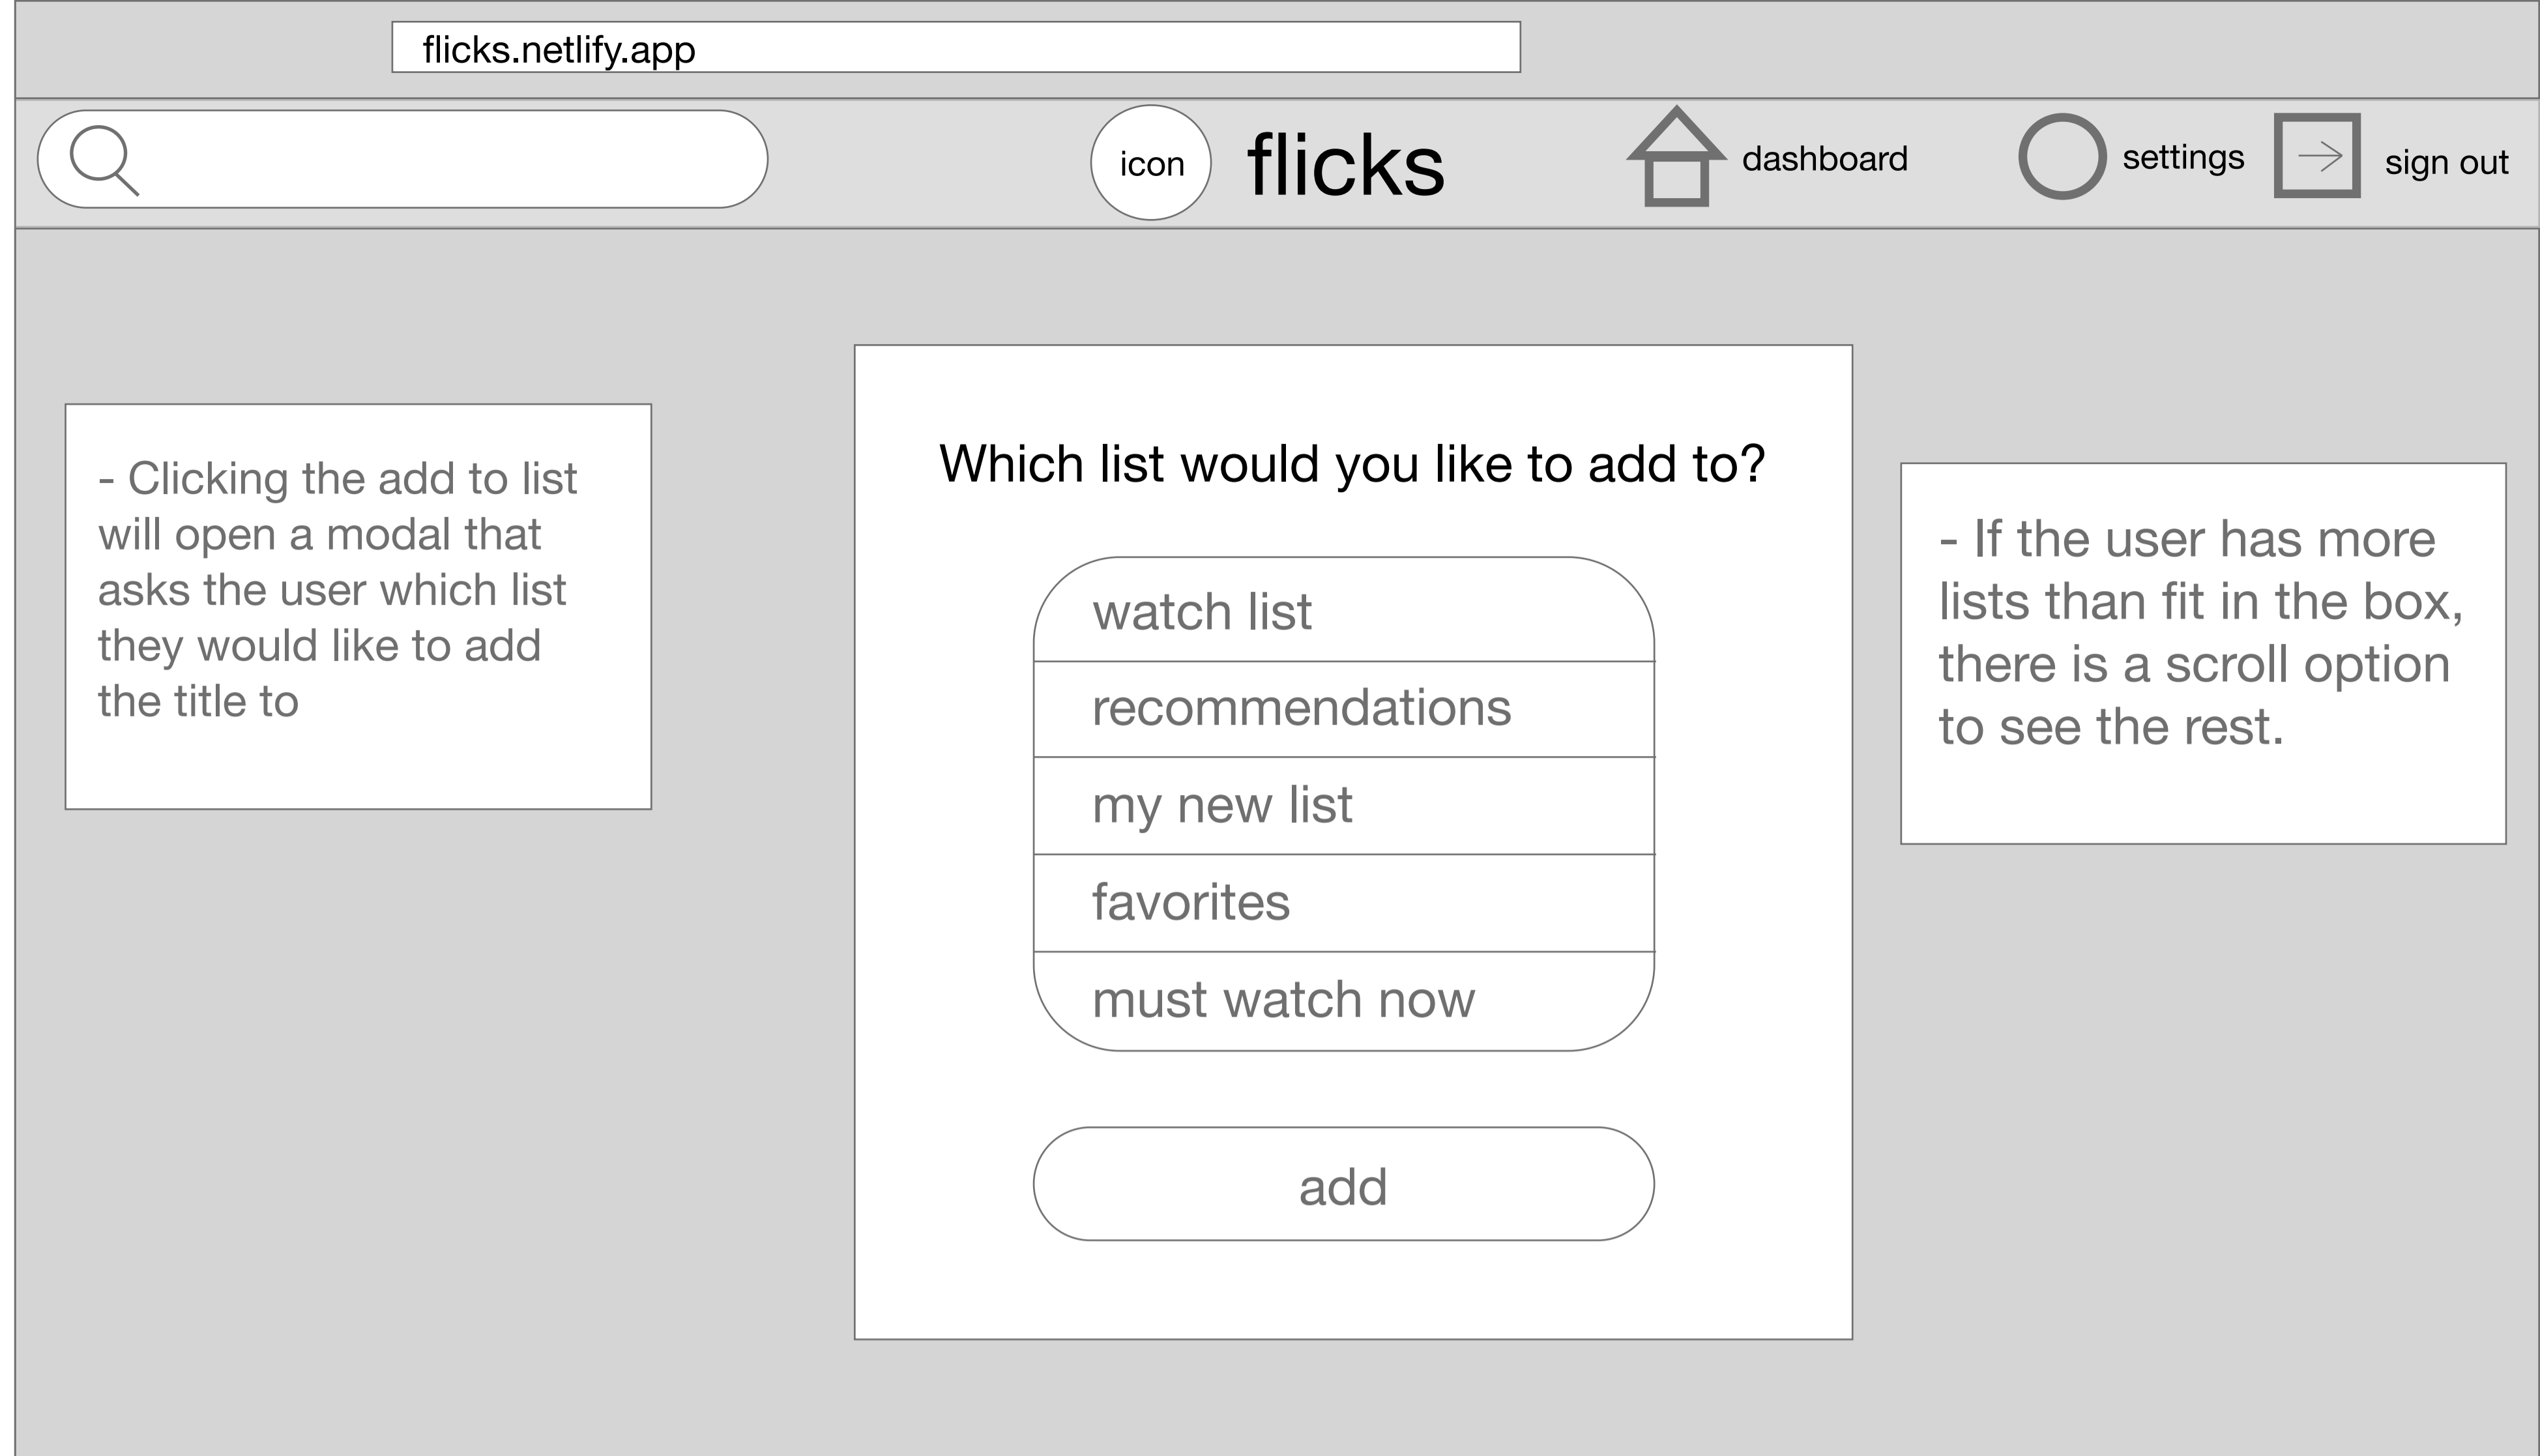 flicks.netlify.app
icon
flicks
dashboard
settings
sign out
- Clicking the add to list
will open a modal that
asks the user which list
they would like to add
the title to
Which list would you like to add to?
watch list
recommendations
my new list
favorites
must watch now
add
- If the user has more
lists than fit in the box,
there is a scroll option
to see the rest.